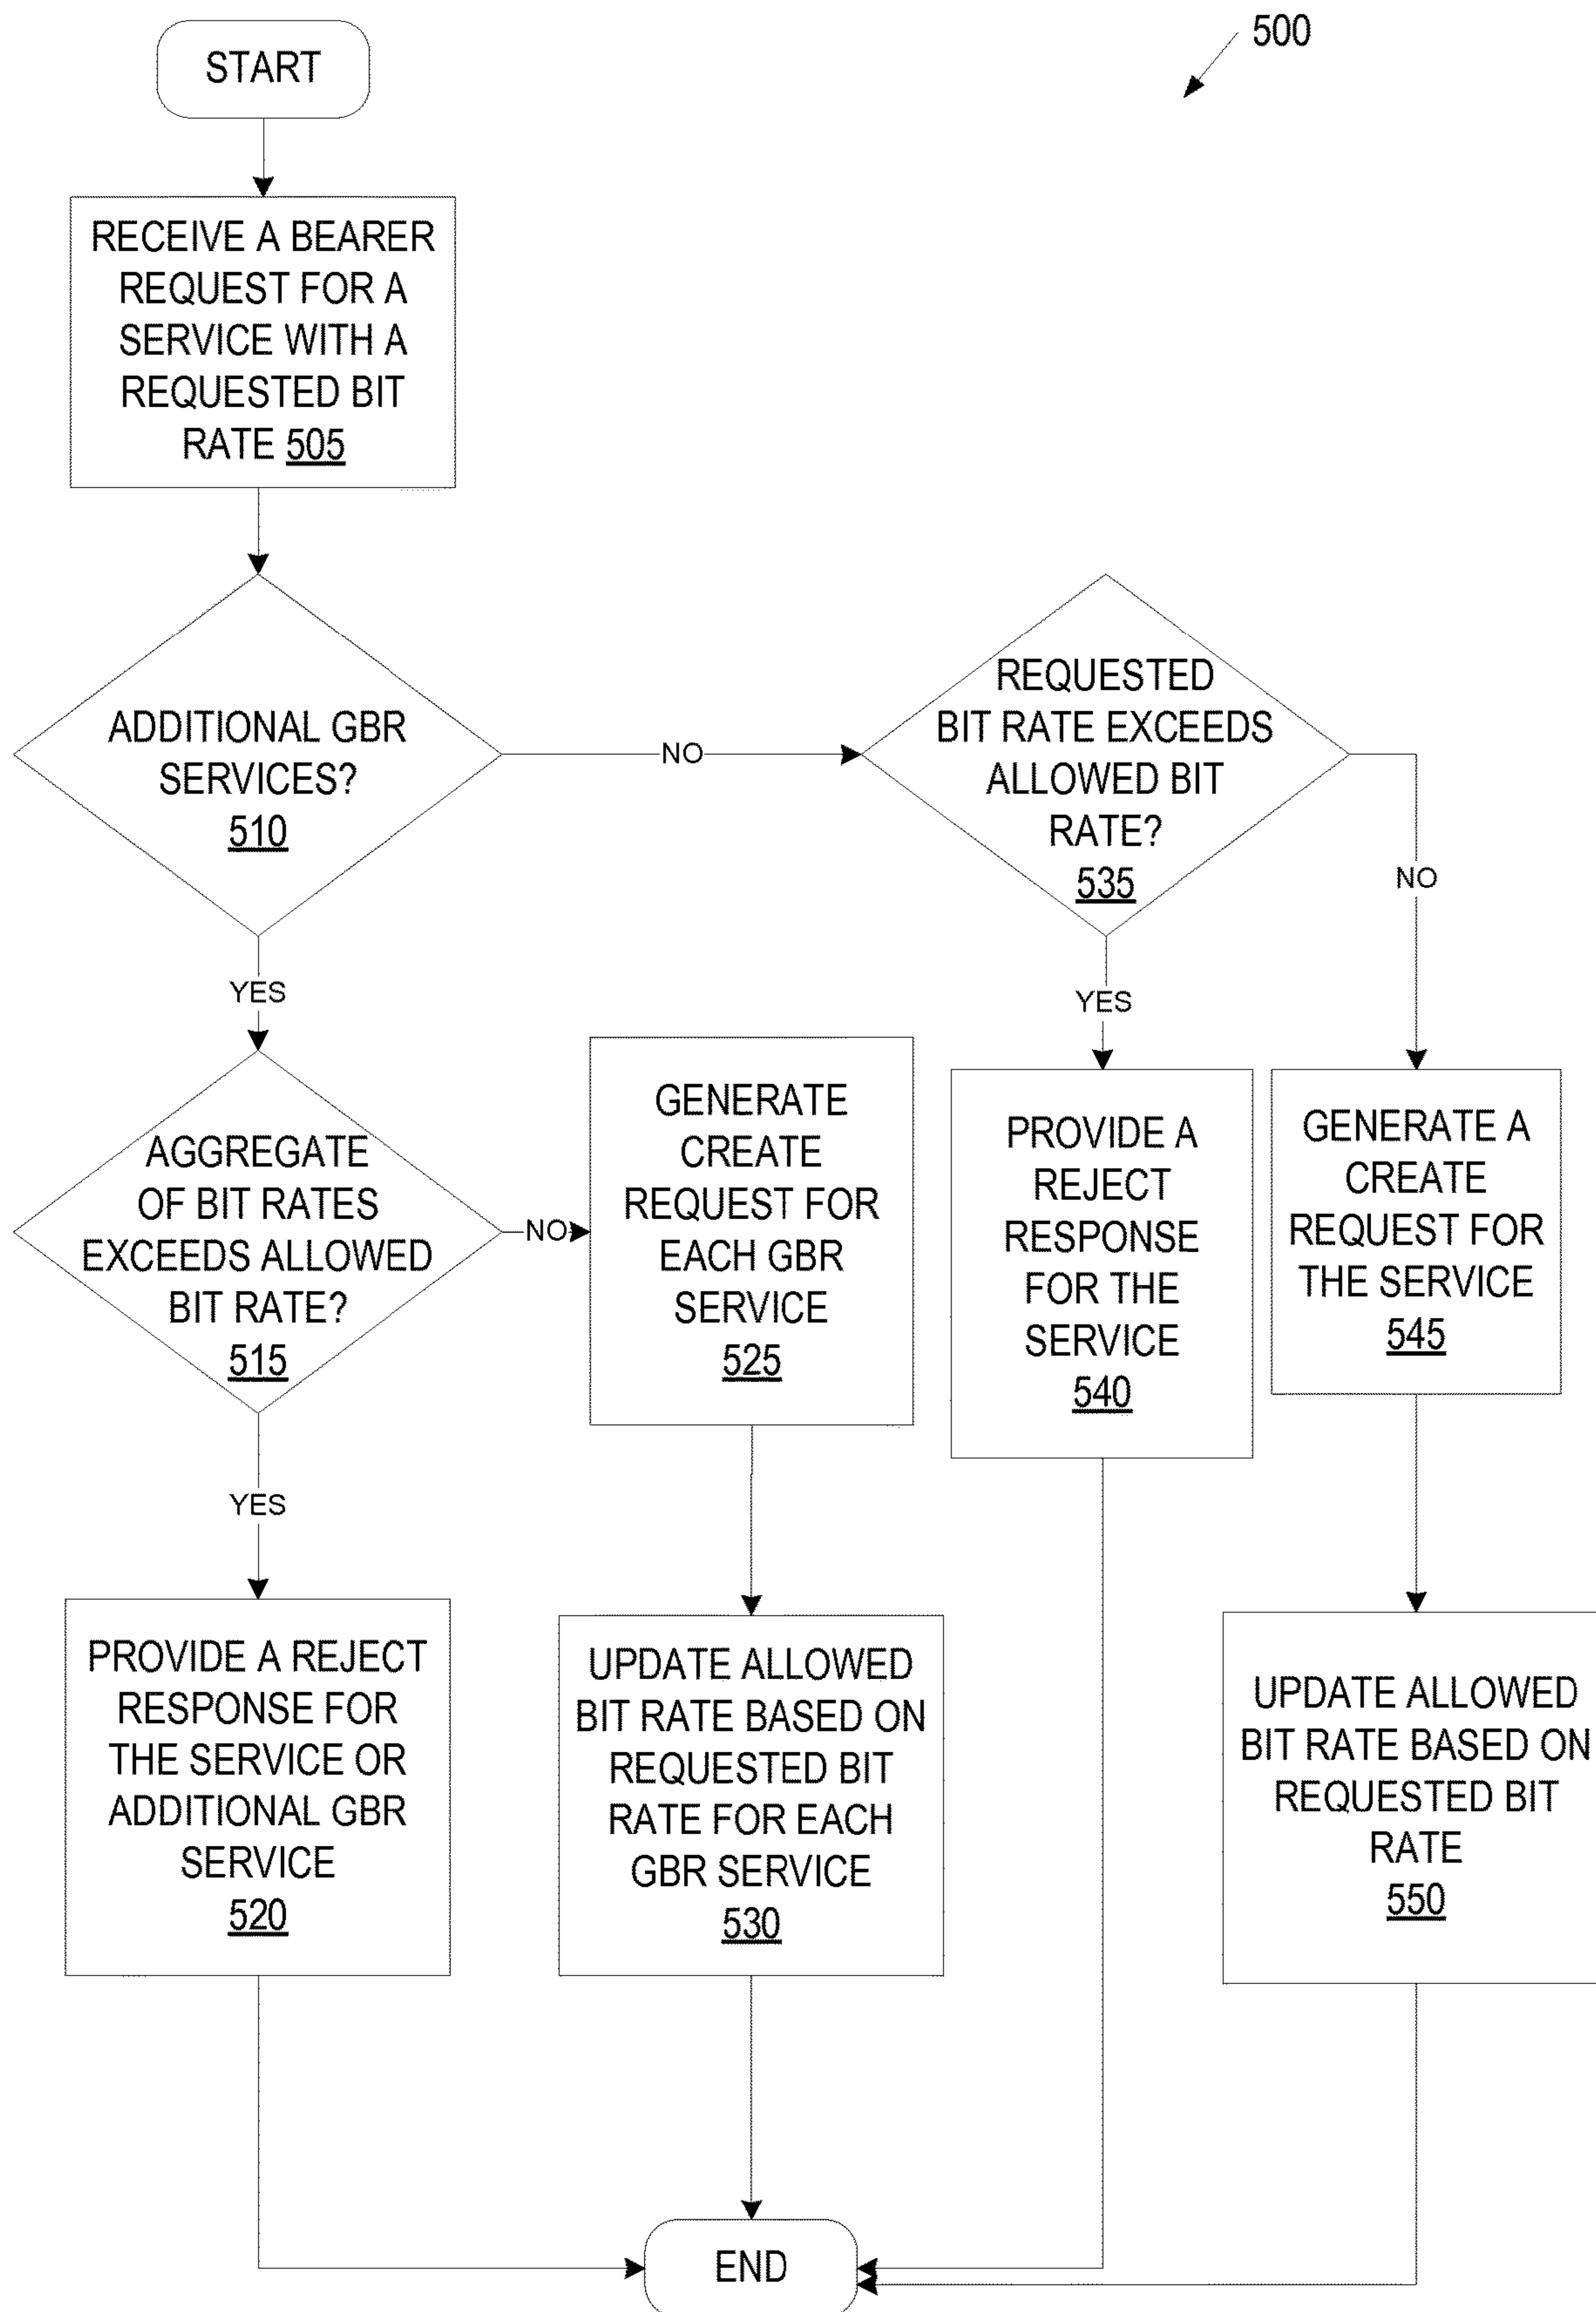 500
START
RECEIVE A BEARER
REQUEST FOR A
SERVICE WITH A
REQUESTED BIT
RATE 505
ADDITIONAL GBR
SERVICES?
510
NO
REQUESTED
BIT RATE EXCEEDS
ALLOWED BIT
RATE?
535
NO
YES
YES
AGGREGATE
OF BIT RATES
EXCEEDS ALLOWED
BIT RATE?
515
NO
GENERATE
CREATE
REQUEST FOR
EACH GBR
SERVICE
525
PROVIDE A
REJECT
RESPONSE
FOR THE
SERVICE
540
GENERATE A
CREATE
REQUEST FOR
THE SERVICE
545
YES
PROVIDE A REJECT
RESPONSE FOR
THE SERVICE OR
ADDITIONAL GBR
SERVICE
520
UPDATE ALLOWED
BIT RATE BASED ON
REQUESTED BIT
RATE FOR EACH
GBR SERVICE
530
UPDATE ALLOWED
BIT RATE BASED ON
REQUESTED BIT
RATE
550
END